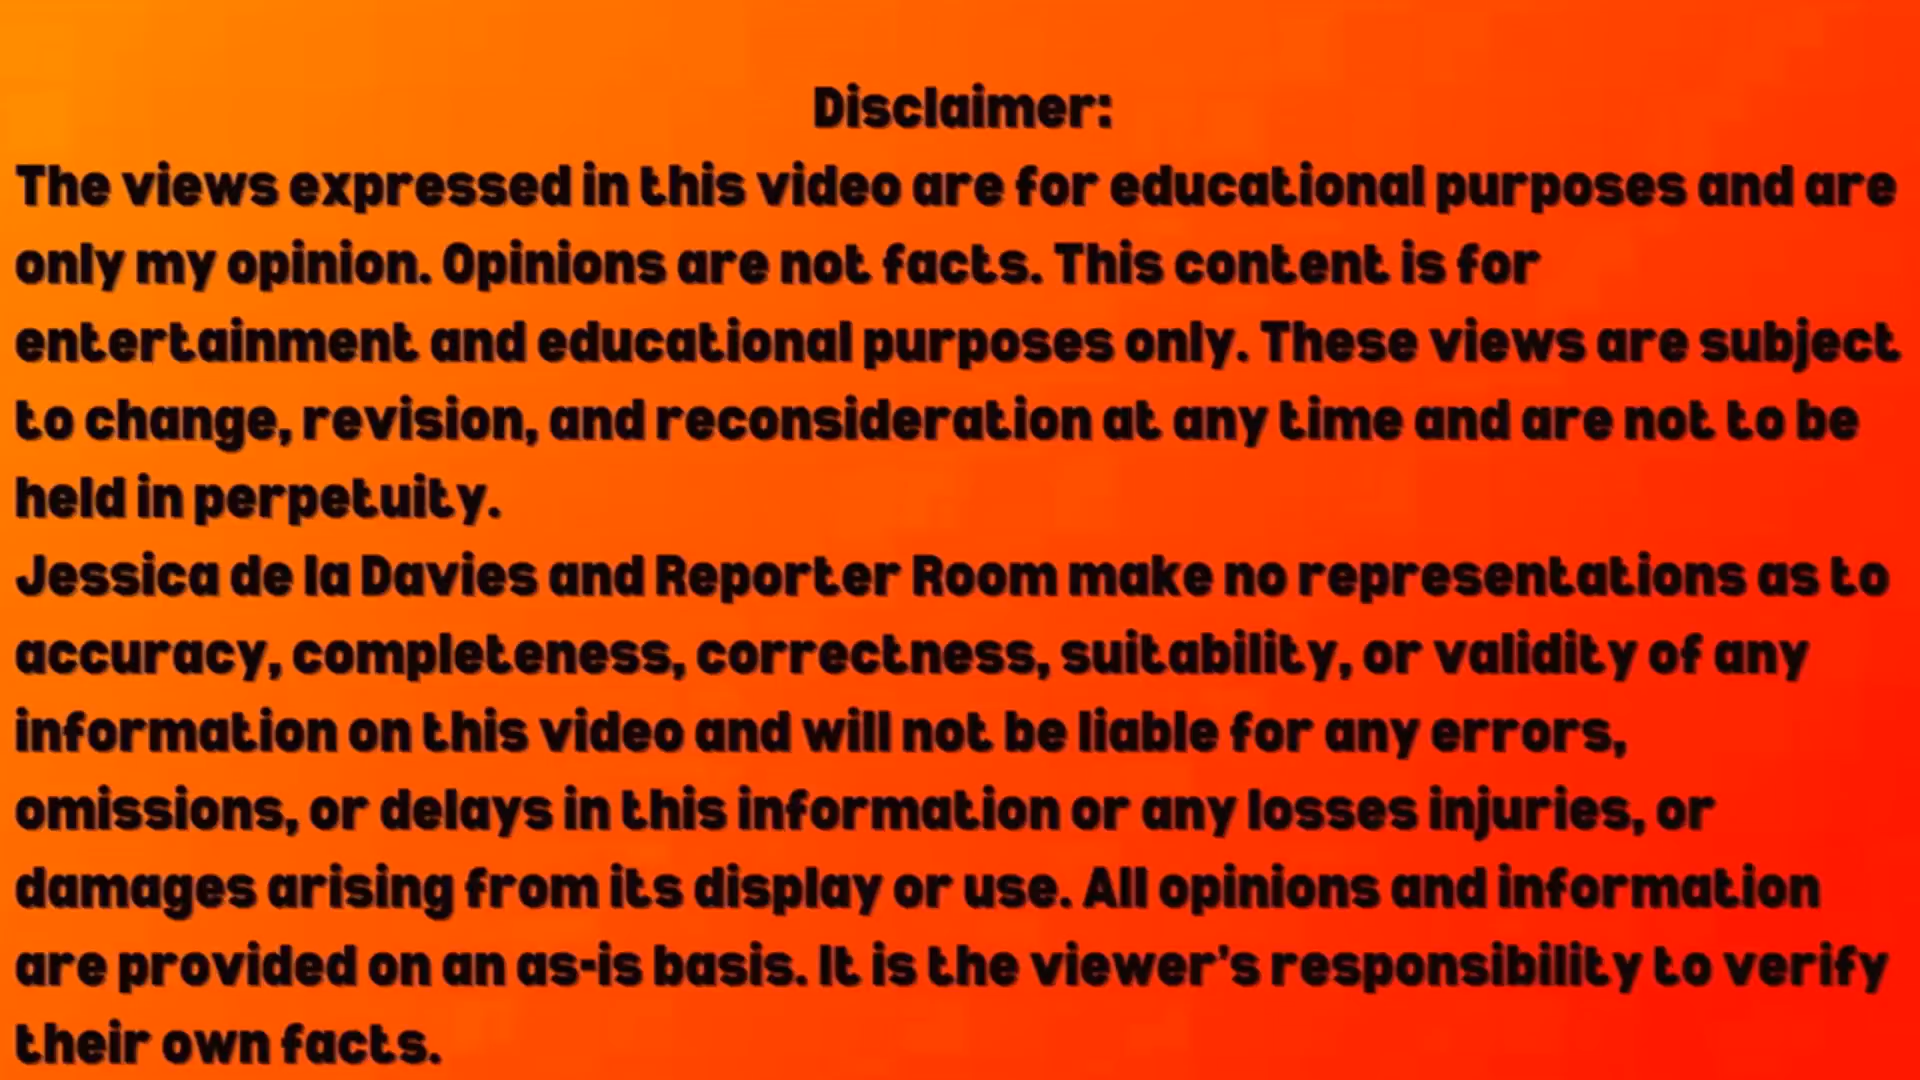 Disclaimer:
The views expressed in this video are for educational purposes and are
only my opinion. Opinions are not facts. This content is for
entertainment and educational purposes only. These views are subject
to change, revision, and reconsideration at any time and are not to be
held in perpetuity.
Jessica de la Davies and Reporter Room make no representations as to
accuracy, completeness, correctness, suitability, or validity of any
information on this video and will not be liable for any errors,
omissions, or delays in this information or any losses injuries, or
damages arising from its display or use. All opinions and information
are provided on an as-is basis. It is the viewer's responsibility to verify
their own facts.